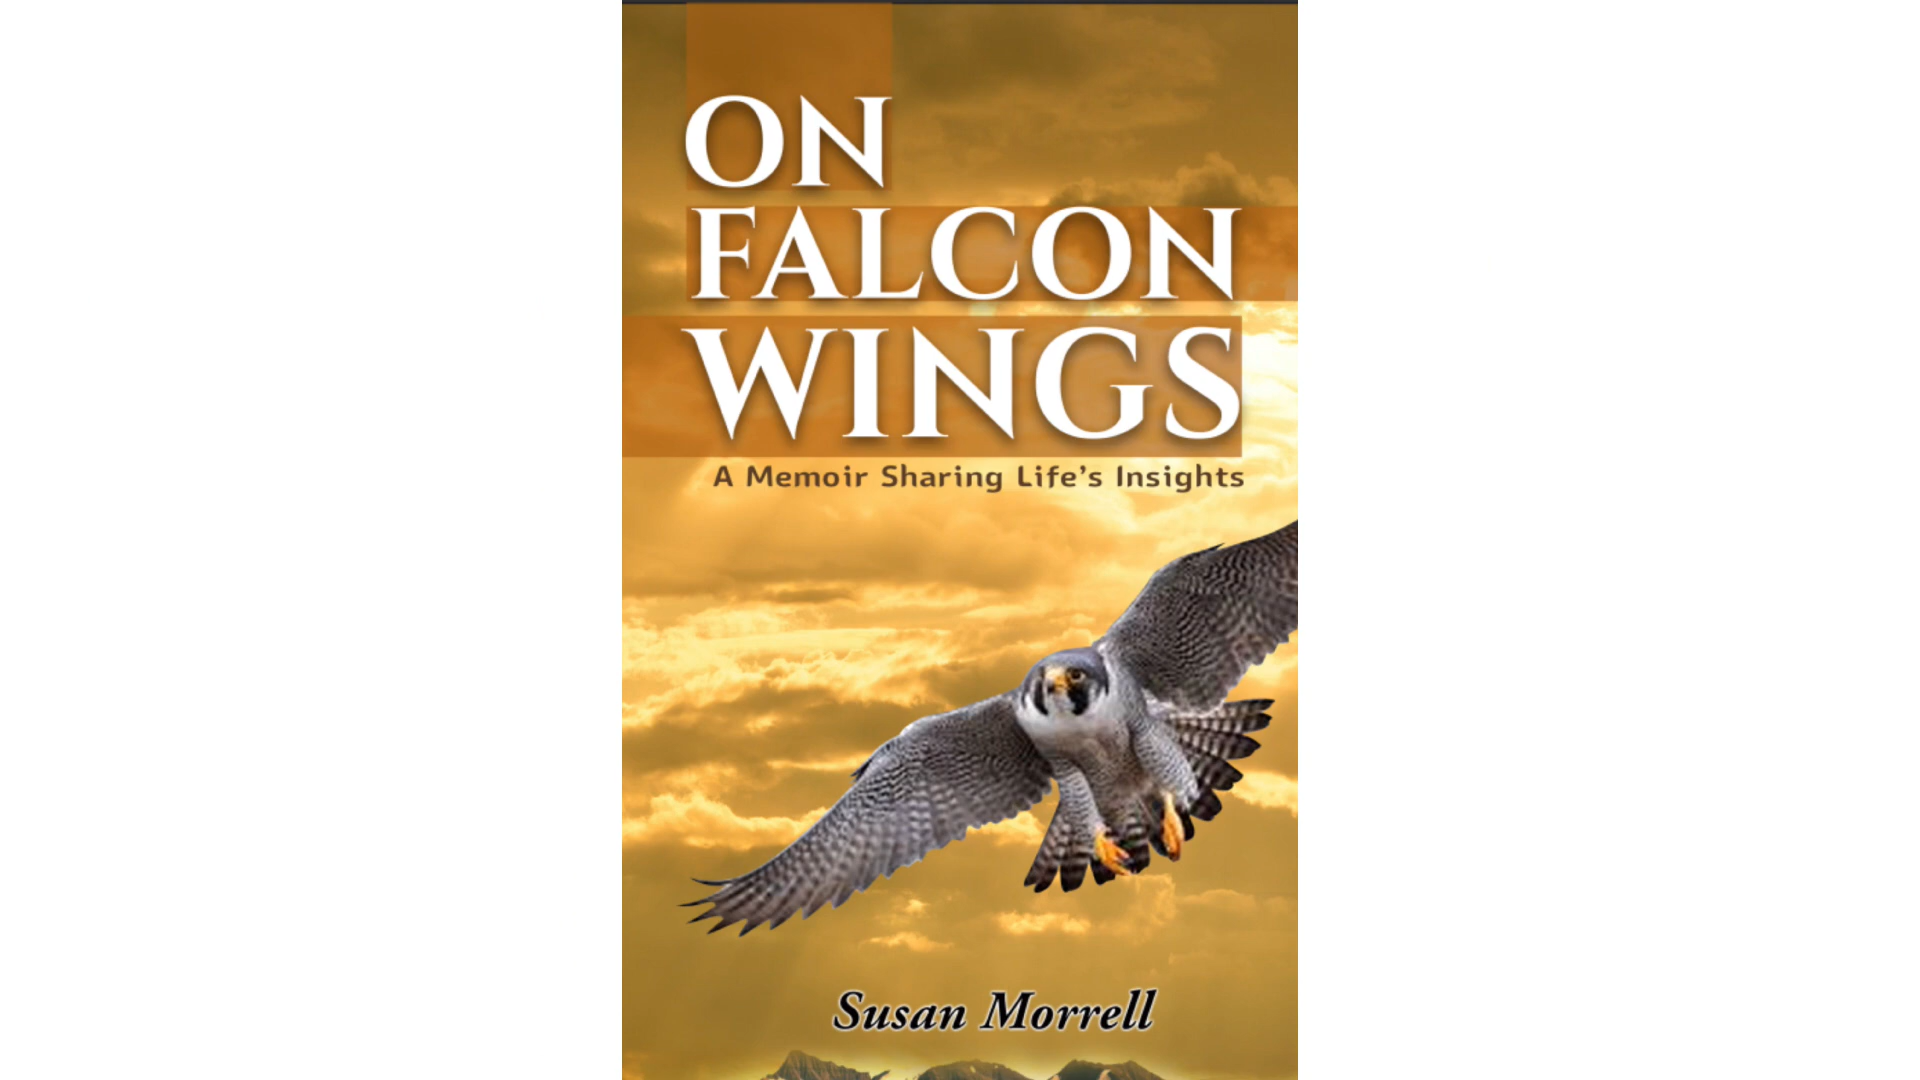 ON
FALCON
WINGS
A Memoir Sharing Life’s Insights
Susan Morrell